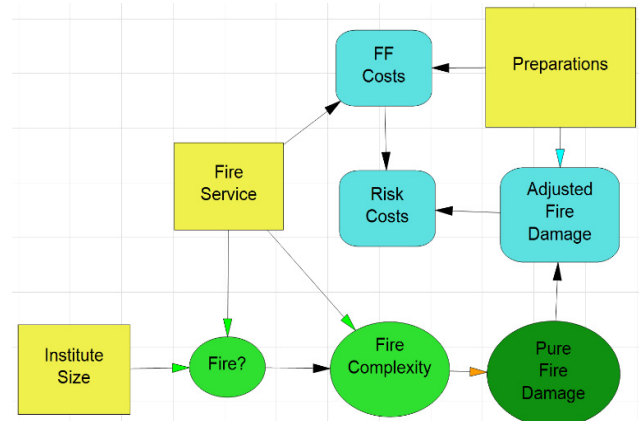 FF
Costs
Preparations
Fire
Service
Risk
Costs
Adjusted
Fire
Damage
Institute
Size
Fire?
Fire
Complexity
Pure
Fire
Damage